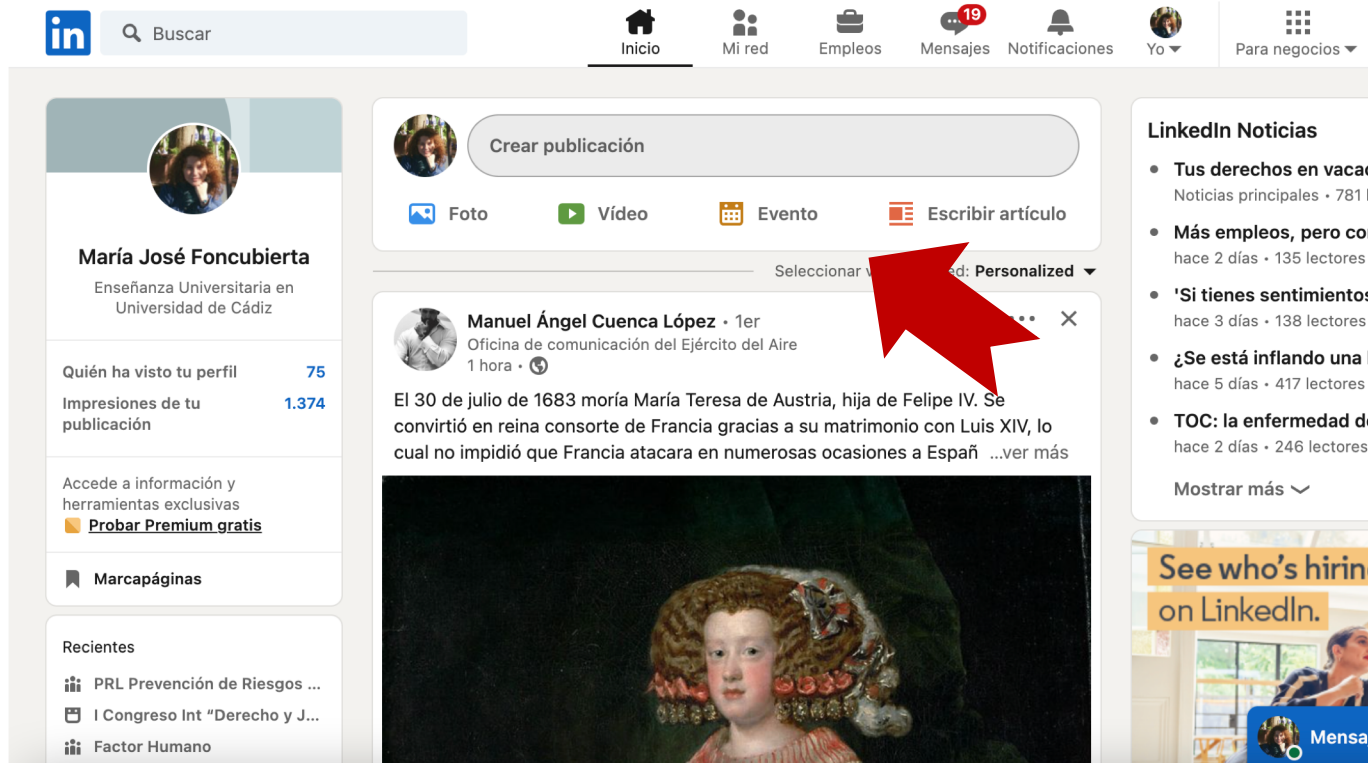 in
Buscar
Inicio
Mi red
Empleos
19
Mensajes
Notificaciones
Yo
Para negocios
María José Foncubierta
Enseñanza Universitaria en
Universidad de Cádiz
Quién ha visto tu perfil 75
Impresiones de tu 1.374
publicación
Accede a información y
herramientas exclusivas
Probar Premium gratis
Marcapáginas
Recientes
PRL Prevención de Riesgos ...
I Congreso Int “Derecho y J...
Factor Humano
Crear publicación
Foto
Vídeo
Evento
Escribir artículo
Seleccionar Personalized
Manuel Ángel Cuenca López • 1er
Oficina de comunicación del Ejército del Aire
1 hora •
El 30 de julio de 1683 moría María Teresa de Austria, hija de Felipe IV. Se
convirtió en reina consorte de Francia gracias a su matrimonio con Luis XIV, lo
cual no impidió que Francia atacara en numerosas ocasiones a Españ ...ver más
LinkedIn Noticias
Tus derechos en
Noticias principales • 781
Más empleos, pero
hace 2 días • 135 lectores
'Si tienes sentimientos
hace 3 días • 138 lectores
¿Se está inflando una
hace 5 días • 417 lectores
TOC: la enfermedad
hace 2 días • 246 lectores
Mostrar más
See who's
on LinkedIn.